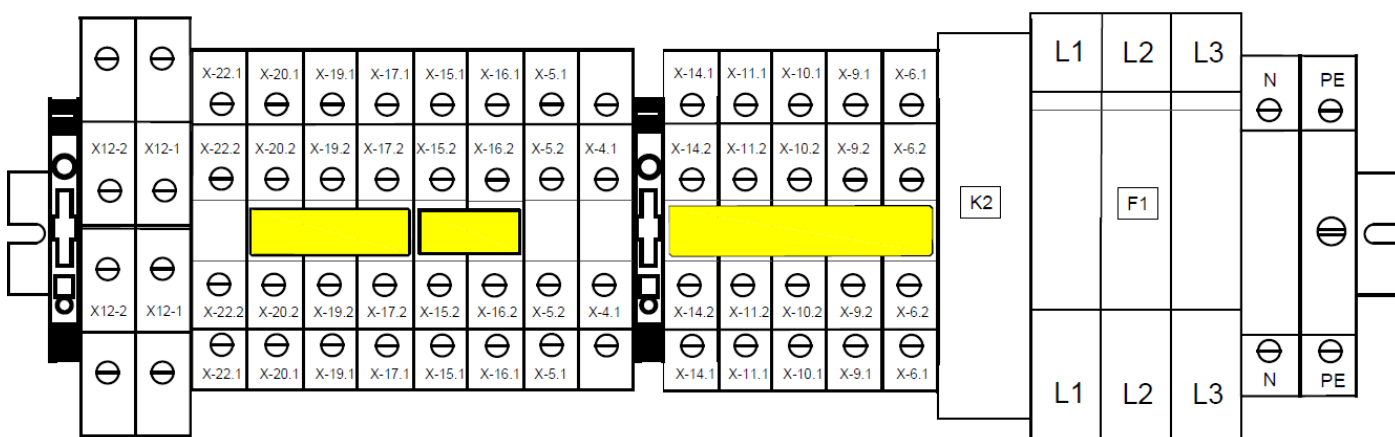 L1 L2 L3
X-22.1 X-20.1 X-19.1 X-17.1 X-15.1 X-16.1 X-5.1 X-14.1 X-11.1 X-10.1 X-9.1 X-6.1 N PE
X12-2 X12-1 X-22.2 X-20.2 X-19.2 X-17.2 X-15.2 X-16.2 X-5.2 X-4.1 X-14.2 X-11.2 X-10.2 X-9.2 X-6.2
K2 F1
X12-2 X12-1 X-22.2 X-20.2 X-19.2 X-17.2 X-15.2 X-16.2 X-5.2 X-4.1 X-14.2 X-11.2 X-10.2 X-9.2 X-6.2
X-22.1 X-20.1 X-19.1 X-17.1 X-15.1 X-16.1 X-5.1 X-14.1 X-11.1 X-10.1 X-9.1 X-6.1 N PE
L1 L2 L3